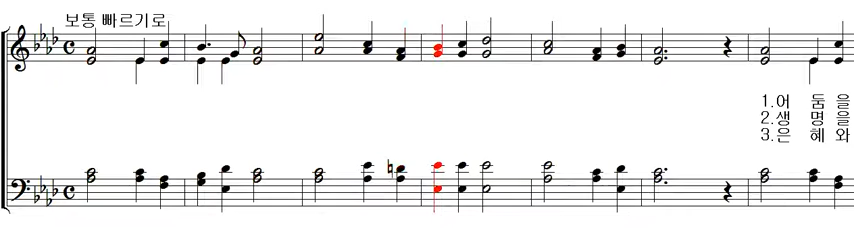 보통 빠르기로
1.어 둠 을
2.생 명 을
3.은 혜 와